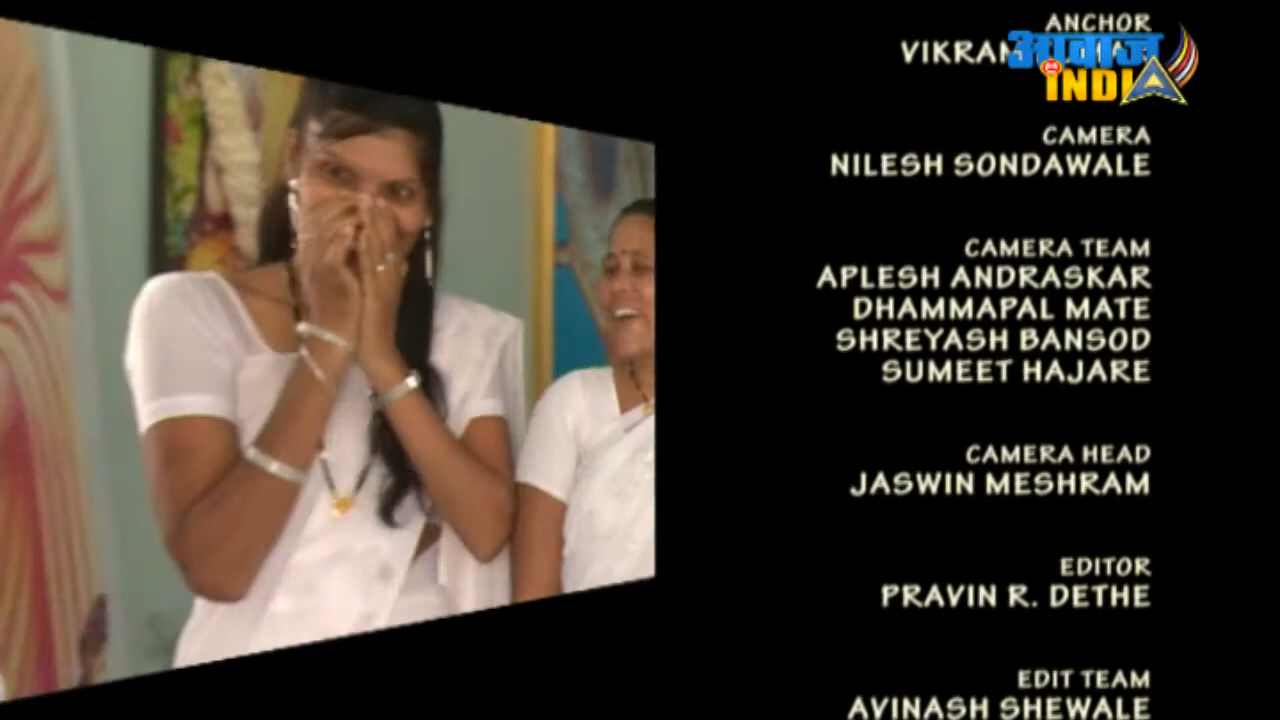 ANCHOR
VIKRAM
आवाज
INDIA
CAMERA
NILESH SONDAWALE
CAMERA TEAM
APLESH ANDRASKAR
DHAMMAPAL MATE
SHREYASH BANSOD
SUMEET HAJARE
CAMERA HEAD
JASWIN MESHRAM
EDITOR
PRAVIN R. DETHE
EDIT TEAM
AVINASH SHEWALE